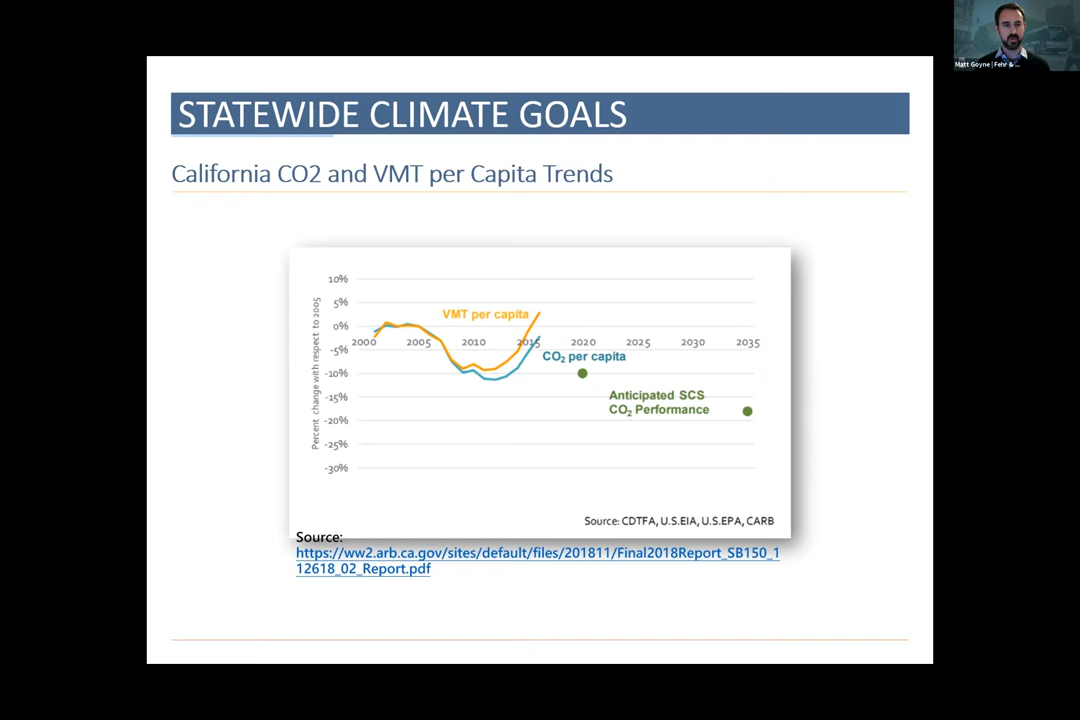 Matt Goyne | Fehr & ...
STATEWIDE CLIMATE GOALS
California CO2 and VMT per Capita Trends
Percent change with respect to 2005
10%
5%
0%
-5%
-10%
-15%
-20%
-25%
-30%
2000 2005 2010 2015 2020 2025 2030 2035
VMT per capita
CO2 per capita
Anticipated SCS
CO2 Performance
Source: CDTFA, U.S.EIA, U.S.EPA, CARB
Source:
https://ww2.arb.ca.gov/sites/default/files/201811/Final2018Report_SB150_1
12618_02_Report.pdf